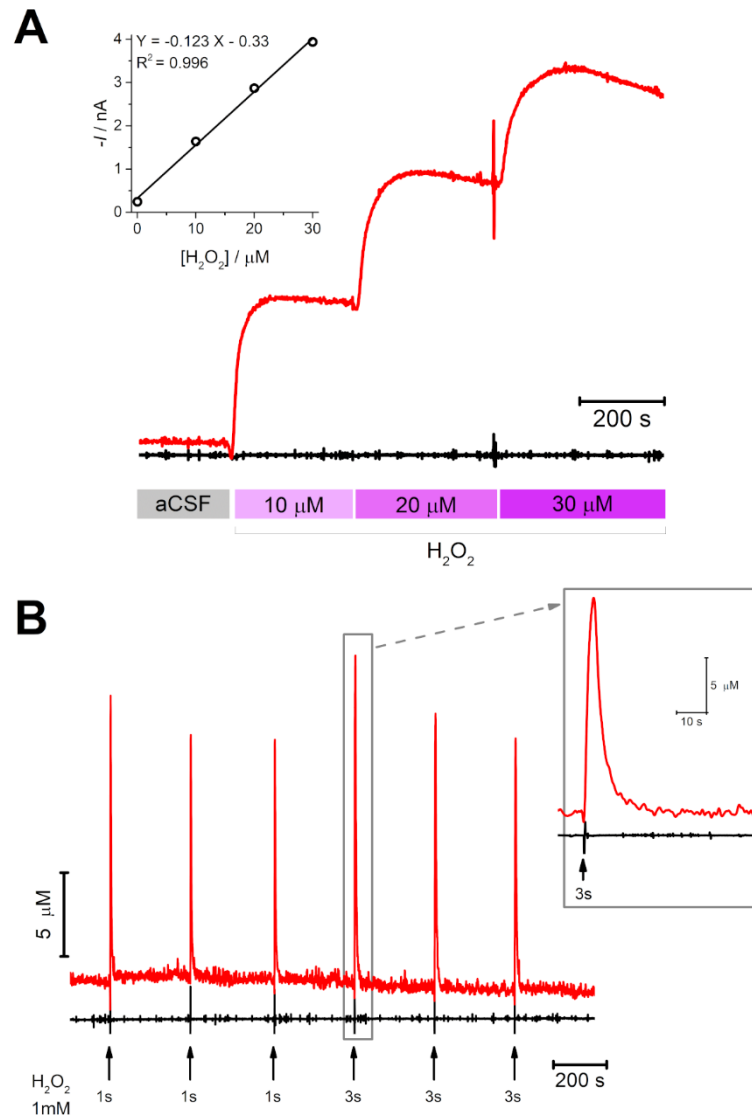 A
Y = -0.123 X - 0.33
R² = 0.996
4
3
2
1
0
-I / nA
0 10 20 30
[H₂O₂] / μM
200 s
aCSF 10 μM 20 μM 30 μM
H₂O₂
B
5 μM
10 s
3s
5 μM
200 s
H₂O₂
1mM
1s 1s 1s 3s 3s 3s